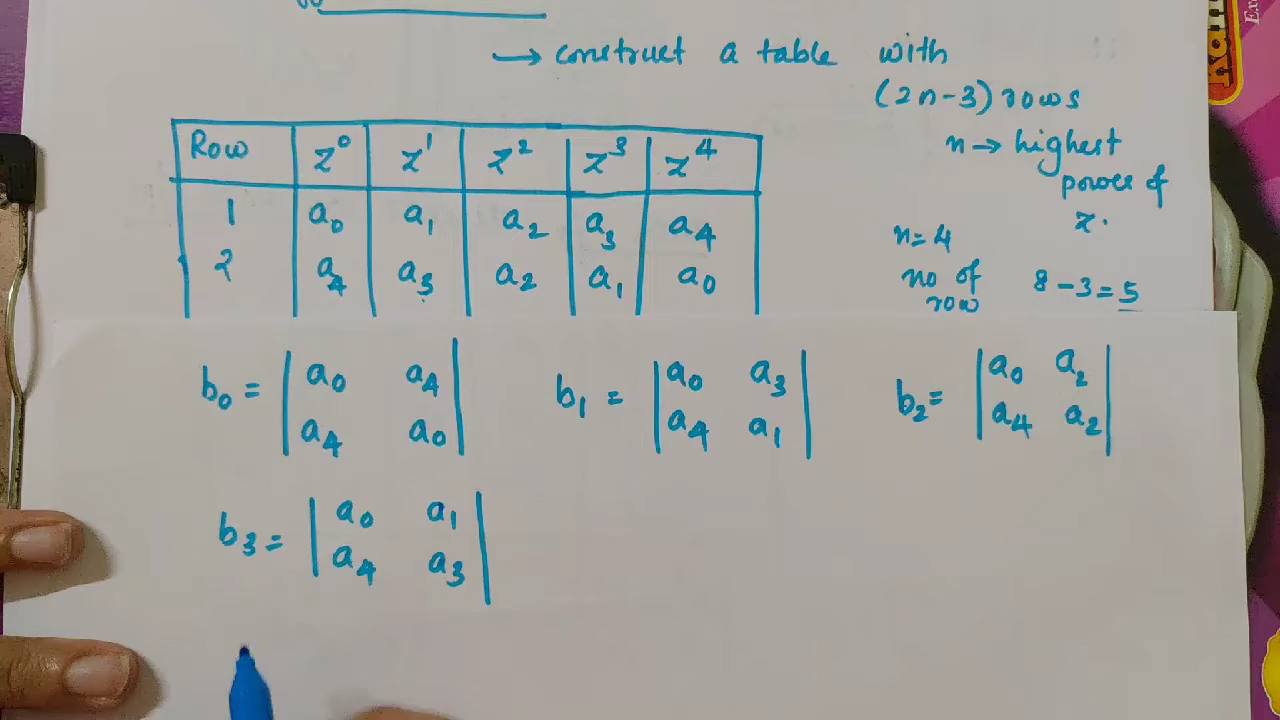 → construct a table with
(2n-3) rows
n → highest
power of
z.
Row z⁰ z¹ z² z³ z⁴
1 a₀ a₁ a₂ a₃ a₄
2 a₄ a₃ a₂ a₁ a₀
n=4
no of 8-3=5
row
b₀ = |a₀ a₄| b₁ = |a₀ a₃| b₂ = |a₀ a₂|
|a₄ a₀| |a₄ a₁| |a₄ a₂|
b₃ = |a₀ a₁|
|a₄ a₃|